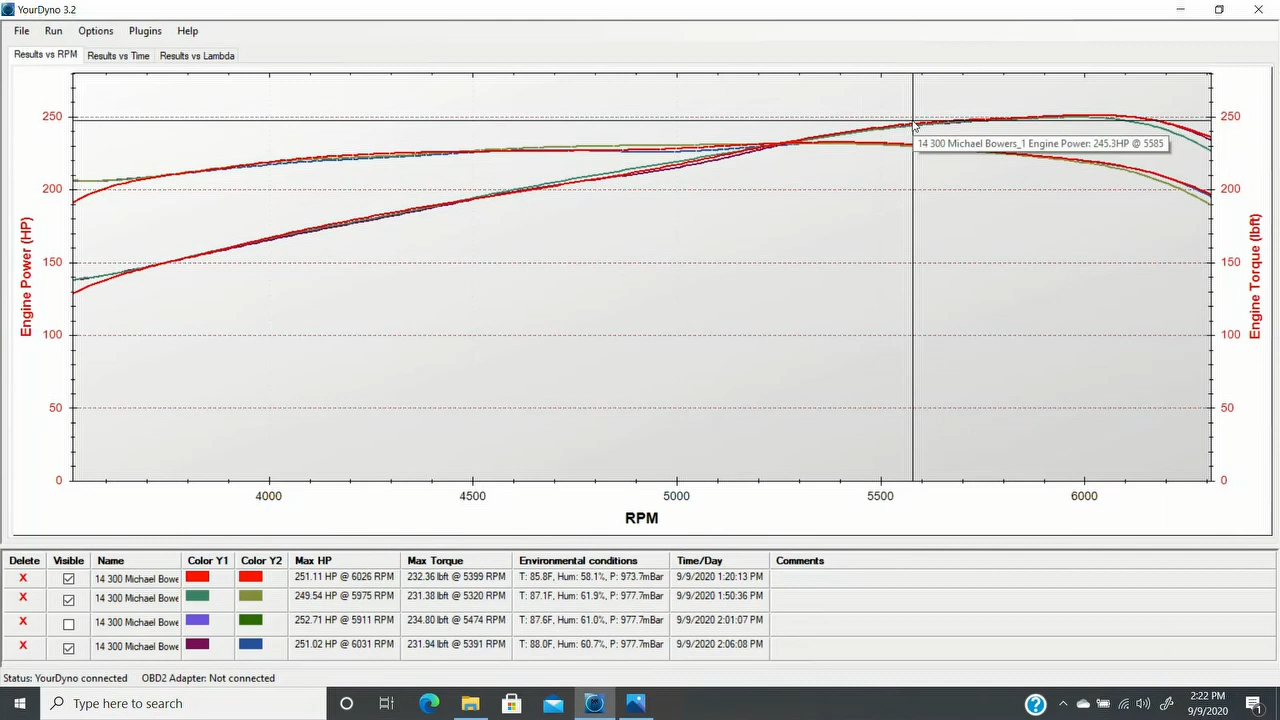 YourDyno 3.2
File Run Options Plugins Help
Results vs RPM Results vs Time Results vs Lambda
250 250
14 300 Michael Bowers_1 Engine Power: 245.3HP @ 5585
200 200
150 150
100 100
50 50
0 0
Engine Power (HP)
Engine Torque (lbft)
4000 4500 5000 5500 6000
RPM
Delete Visible Name Color Y1 Color Y2 Max HP Max Torque Environmental conditions Time/Day Comments
X 14 300 Michael Bowe 251.11 HP @ 6026 RPM 232.36 lbft @ 5399 RPM T: 85.8F, Hum: 58.1%, P: 973.7mBar 9/9/2020 1:20:13 PM
X 14 300 Michael Bowe 249.54 HP @ 5975 RPM 231.38 lbft @ 5320 RPM T: 87.1F, Hum: 61.9%, P: 977.7mBar 9/9/2020 1:50:36 PM
X 14 300 Michael Bowe 252.71 HP @ 5911 RPM 234.80 lbft @ 5474 RPM T: 87.6F, Hum: 61.0%, P: 977.7mBar 9/9/2020 2:01:07 PM
X 14 300 Michael Bowe 251.02 HP @ 6031 RPM 231.94 lbft @ 5391 RPM T: 88.0F, Hum: 60.7%, P: 977.7mBar 9/9/2020 2:06:08 PM
Status: YourDyno connected OBD2 Adapter: Not connected
Type here to search
2:22 PM
9/9/2020